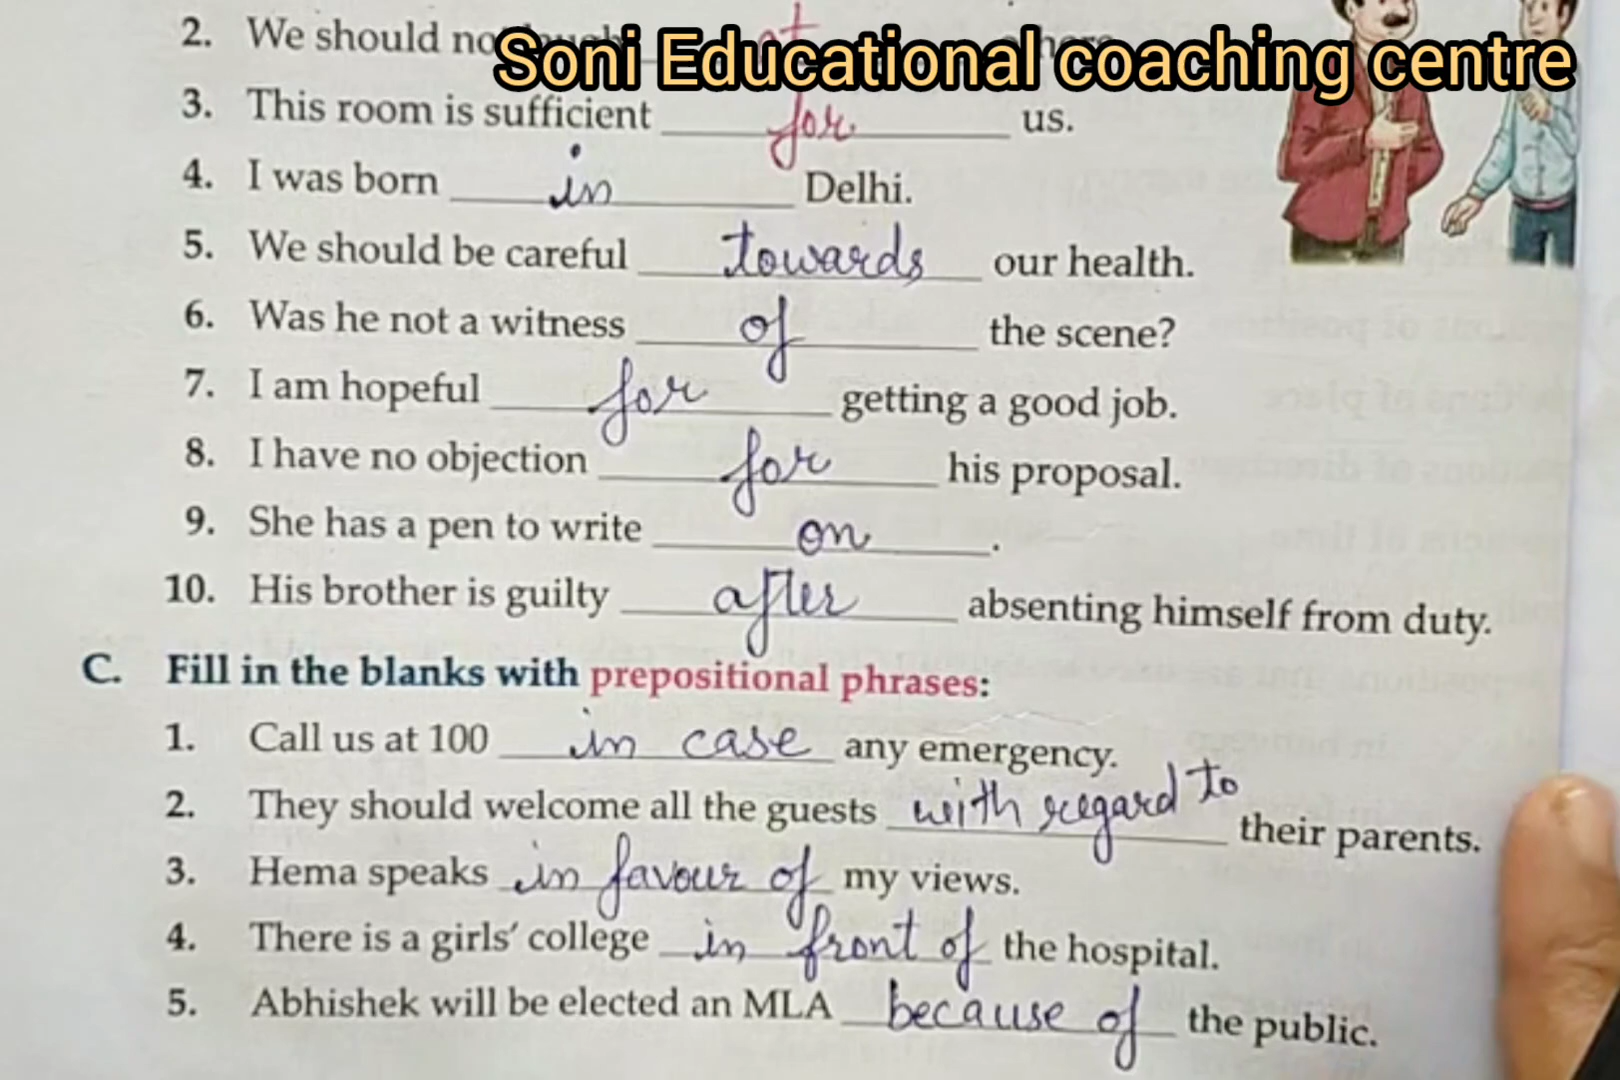 Soni Educational coaching centre
2. We should at
3. This room is sufficient for us.
4. I was born in Delhi.
5. We should be careful towards our health.
6. Was he not a witness of the scene?
7. I am hopeful for getting a good job.
8. I have no objection for his proposal.
9. She has a pen to write on.
10. His brother is guilty after absenting himself from duty.
C. Fill in the blanks with prepositional phrases:
1. Call us at 100 in case any emergency.
2. They should welcome all the guests with regard to their parents.
3. Hema speaks in favour of my views.
4. There is a girls' college in front of the hospital.
5. Abhishek will be elected an MLA because of the public.